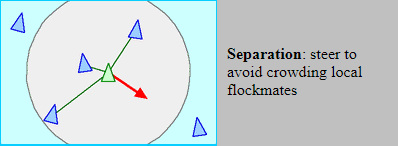 Separation: steer to
avoid crowding local
flockmates